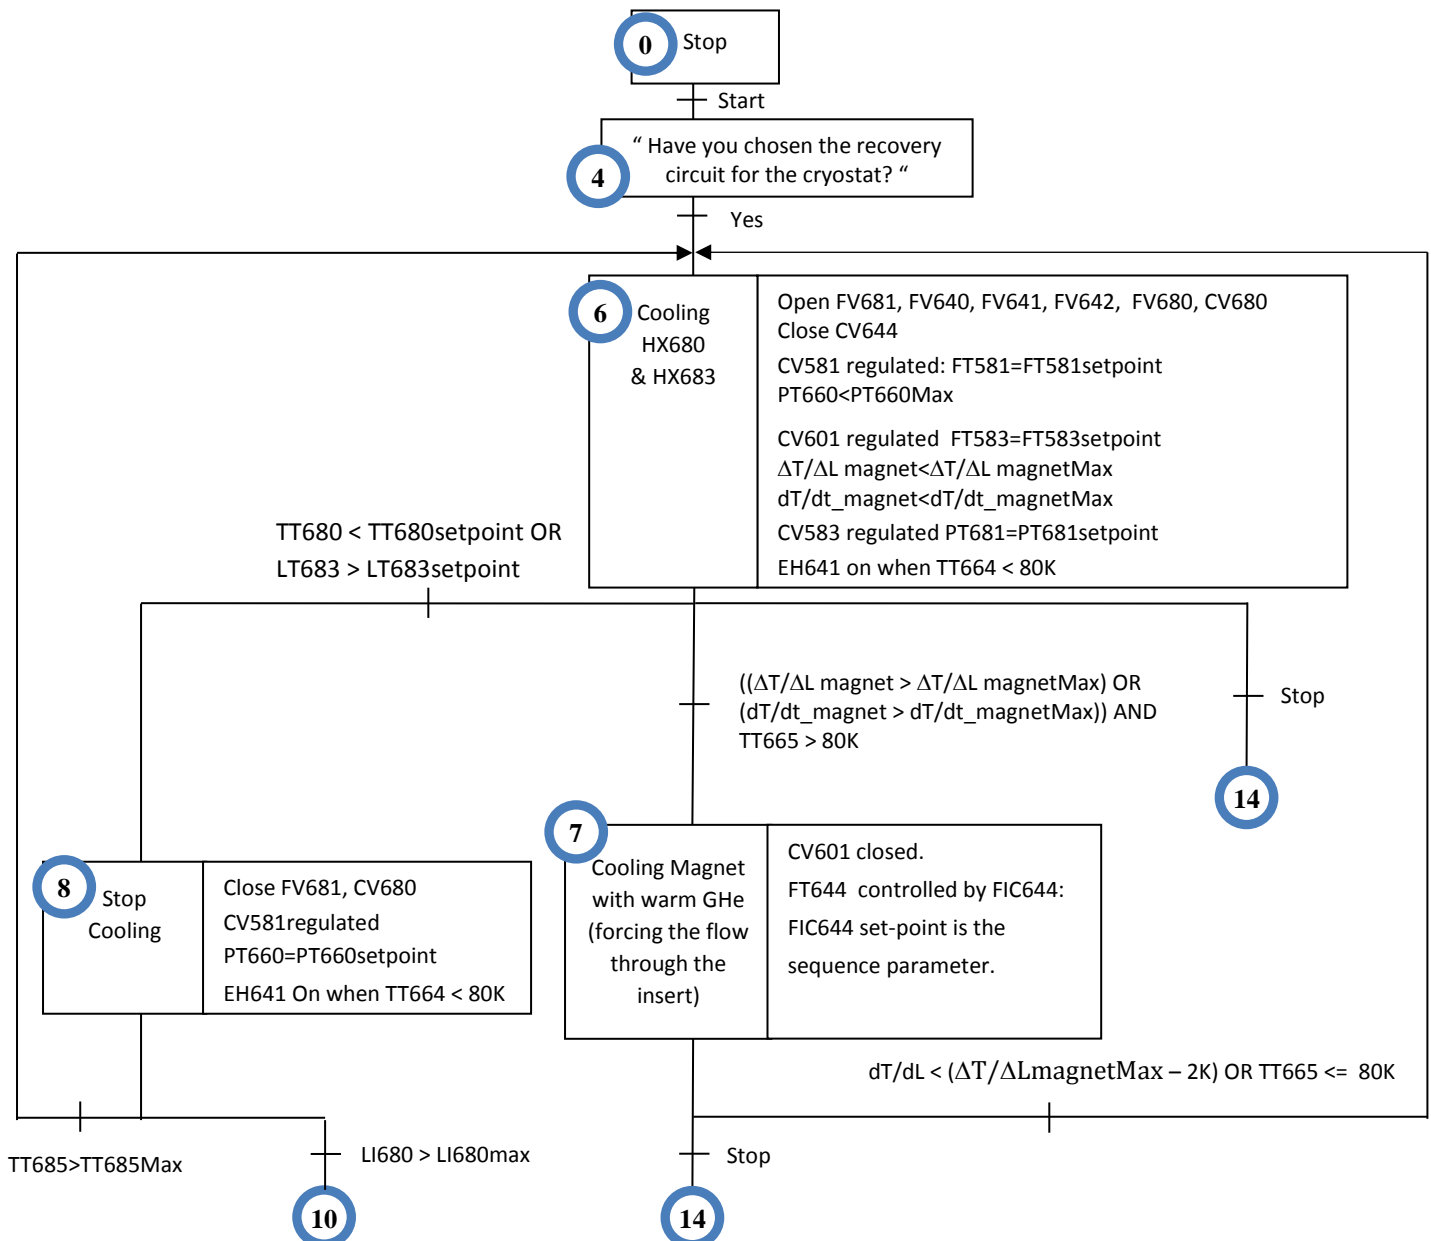 0
Stop
Start
“ Have you chosen the recovery
circuit for the cryostat? “
4
Yes
6
Cooling
HX680
& HX683
Open FV681, FV640, FV641, FV642, FV680, CV680
Close CV644
CV581 regulated: FT581=FT581setpoint
PT660<PT660Max
CV601 regulated FT583=FT583setpoint
ΔT/ΔL magnet<ΔT/ΔL magnetMax
dT/dt_magnet<dT/dt_magnetMax
CV583 regulated PT681=PT681setpoint
EH641 on when TT664 < 80K
TT680 < TT680setpoint OR
LT683 > LT683setpoint
((ΔT/ΔL magnet > ΔT/ΔL magnetMax) OR
(dT/dt_magnet > dT/dt_magnetMax)) AND
TT665 > 80K
Stop
14
8
Stop
Cooling
Close FV681, CV680
CV581regulated
PT660=PT660setpoint
EH641 On when TT664 < 80K
7
Cooling Magnet
with warm GHe
(forcing the flow
through the
insert)
CV601 closed.
FT644 controlled by FIC644:
FIC644 set-point is the
sequence parameter.
dT/dL < (ΔT/ΔLmagnetMax – 2K) OR TT665 <= 80K
TT685>TT685Max
LI680 > LI680max
Stop
10
14